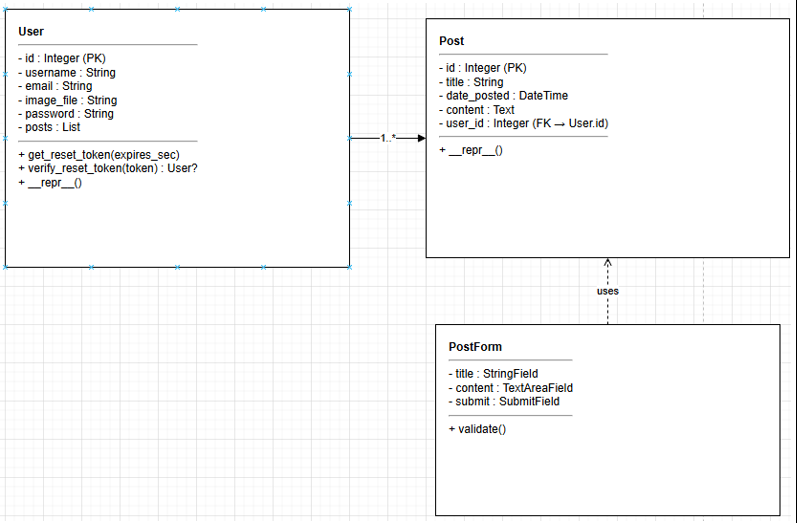 User
- id : Integer (PK)
- username : String
- email : String
- image_file : String
- password : String
- posts : List
+ get_reset_token(expires_sec)
+ verify_reset_token(token) : User?
+ __repr__()
1..*
Post
- id : Integer (PK)
- title : String
- date_posted : DateTime
- content : Text
- user_id : Integer (FK → User.id)
+ __repr__()
uses
PostForm
- title : StringField
- content : TextAreaField
- submit : SubmitField
+ validate()